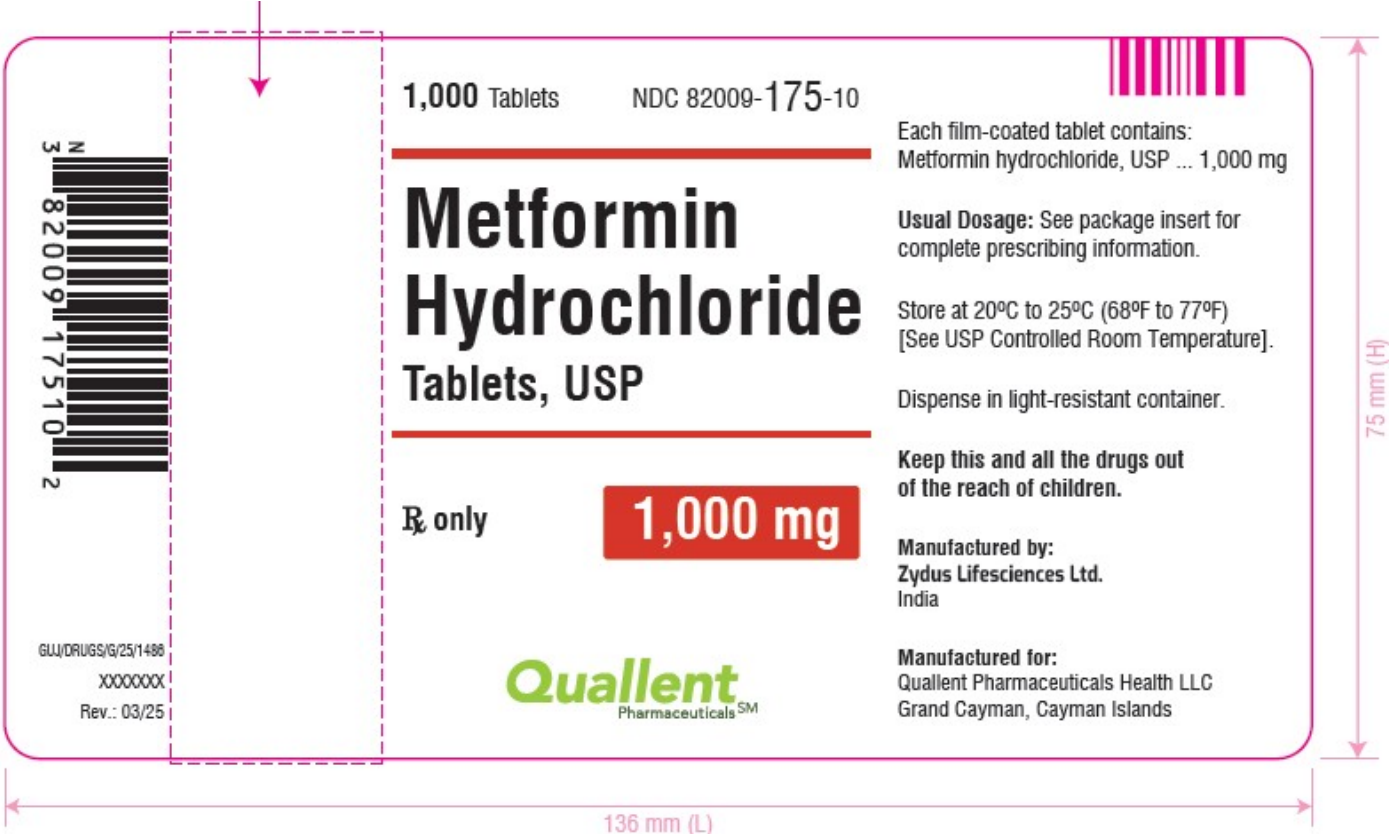 1,000 Tablets NDC 82009-175-10
Metformin
Hydrochloride
Tablets, USP
℞ only
1,000 mg
Quallent
Pharmaceuticals℠
Each film-coated tablet contains:
Metformin hydrochloride, USP ... 1,000 mg
Usual Dosage: See package insert for
complete prescribing information.
Store at 20ºC to 25ºC (68ºF to 77ºF)
[See USP Controlled Room Temperature].
Dispense in light-resistant container.
Keep this and all the drugs out
of the reach of children.
Manufactured by:
Zydus Lifesciences Ltd.
India
Manufactured for:
Quallent Pharmaceuticals Health LLC
Grand Cayman, Cayman Islands
N
3 82009 17510 2
GUJ/DRUGS/G/25/1486
XXXXXXX
Rev.: 03/25
75 mm (H)
136 mm (L)